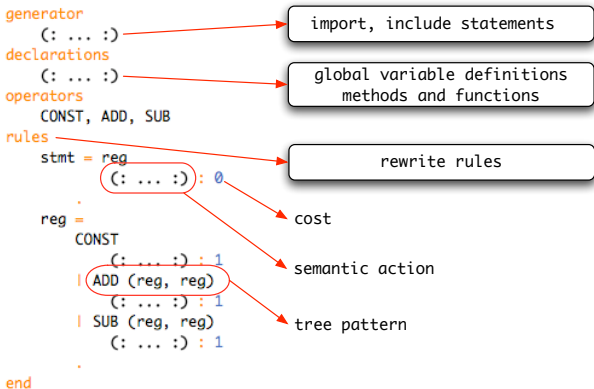 generator
(: ... :)
declarations
(: ... :)
operators
CONST, ADD, SUB
rules
stmt = reg
(: ... :) : 0
.
reg =
CONST
(: ... :) : 1
| ADD (reg, reg)
(: ... :) : 1
| SUB (reg, reg)
(: ... :) : 1
.
end
import, include statements
global variable definitions
methods and functions
rewrite rules
cost
semantic action
tree pattern